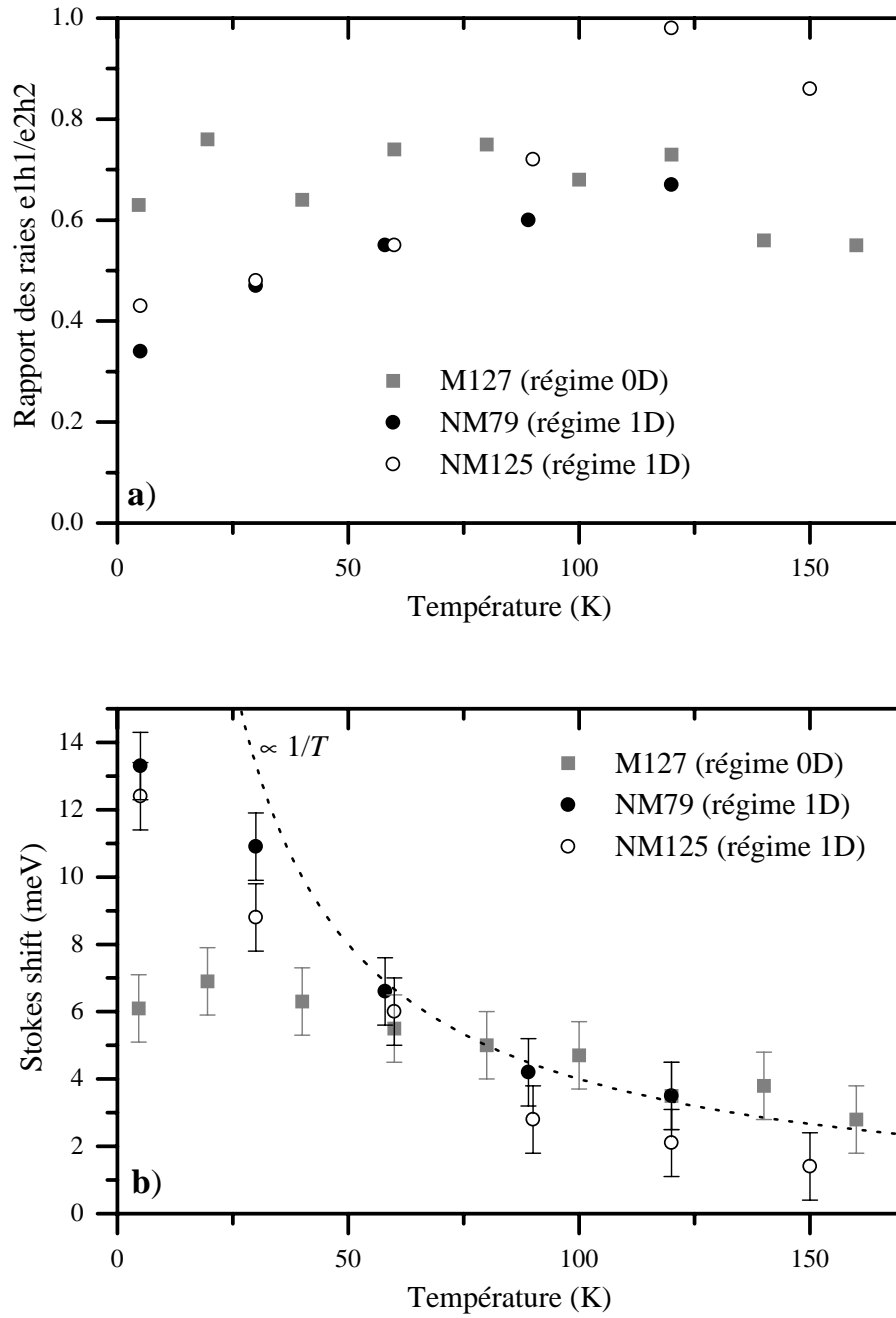 1.0
0.8
0.6
0.4
0.2
0.0
Rapport des raies e1h1/e2h2
M127 (régime 0D)
NM79 (régime 1D)
NM125 (régime 1D)
a)
0
50
100
150
Température (K)
14
12
10
8
6
4
2
0
Stokes shift (meV)
∝ 1/T
M127 (régime 0D)
NM79 (régime 1D)
NM125 (régime 1D)
b)
0
50
100
150
Température (K)